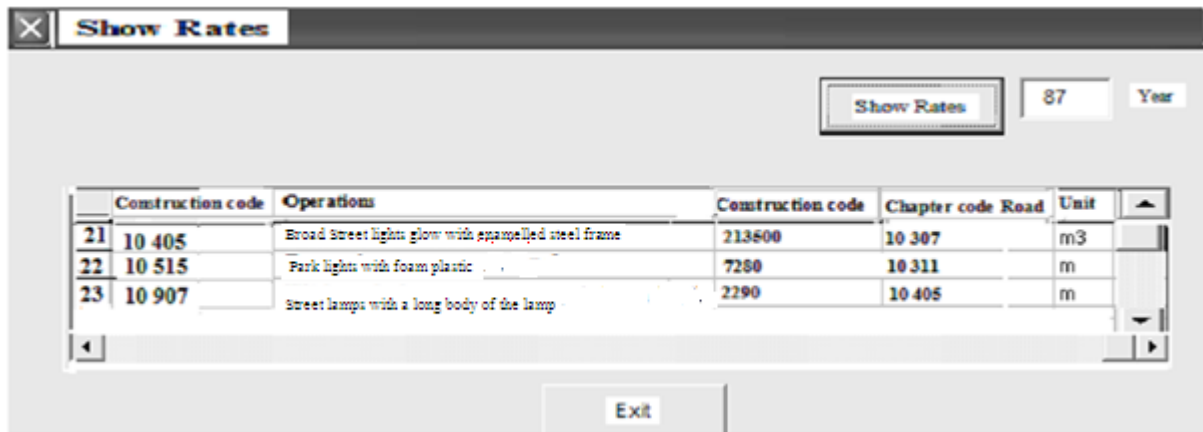 Show Rates
Show Rates 87 Year
Construction code Operations Construction code Chapter code Road Unit
21 10 405 Broad Street lights glow with enamelled steel frame 213500 10 307 m3
22 10 515 Park lights with foam plastic 7280 10 311 m
23 10 907 Street lamps with a long body of the lamp 2290 10 405 m
Exit